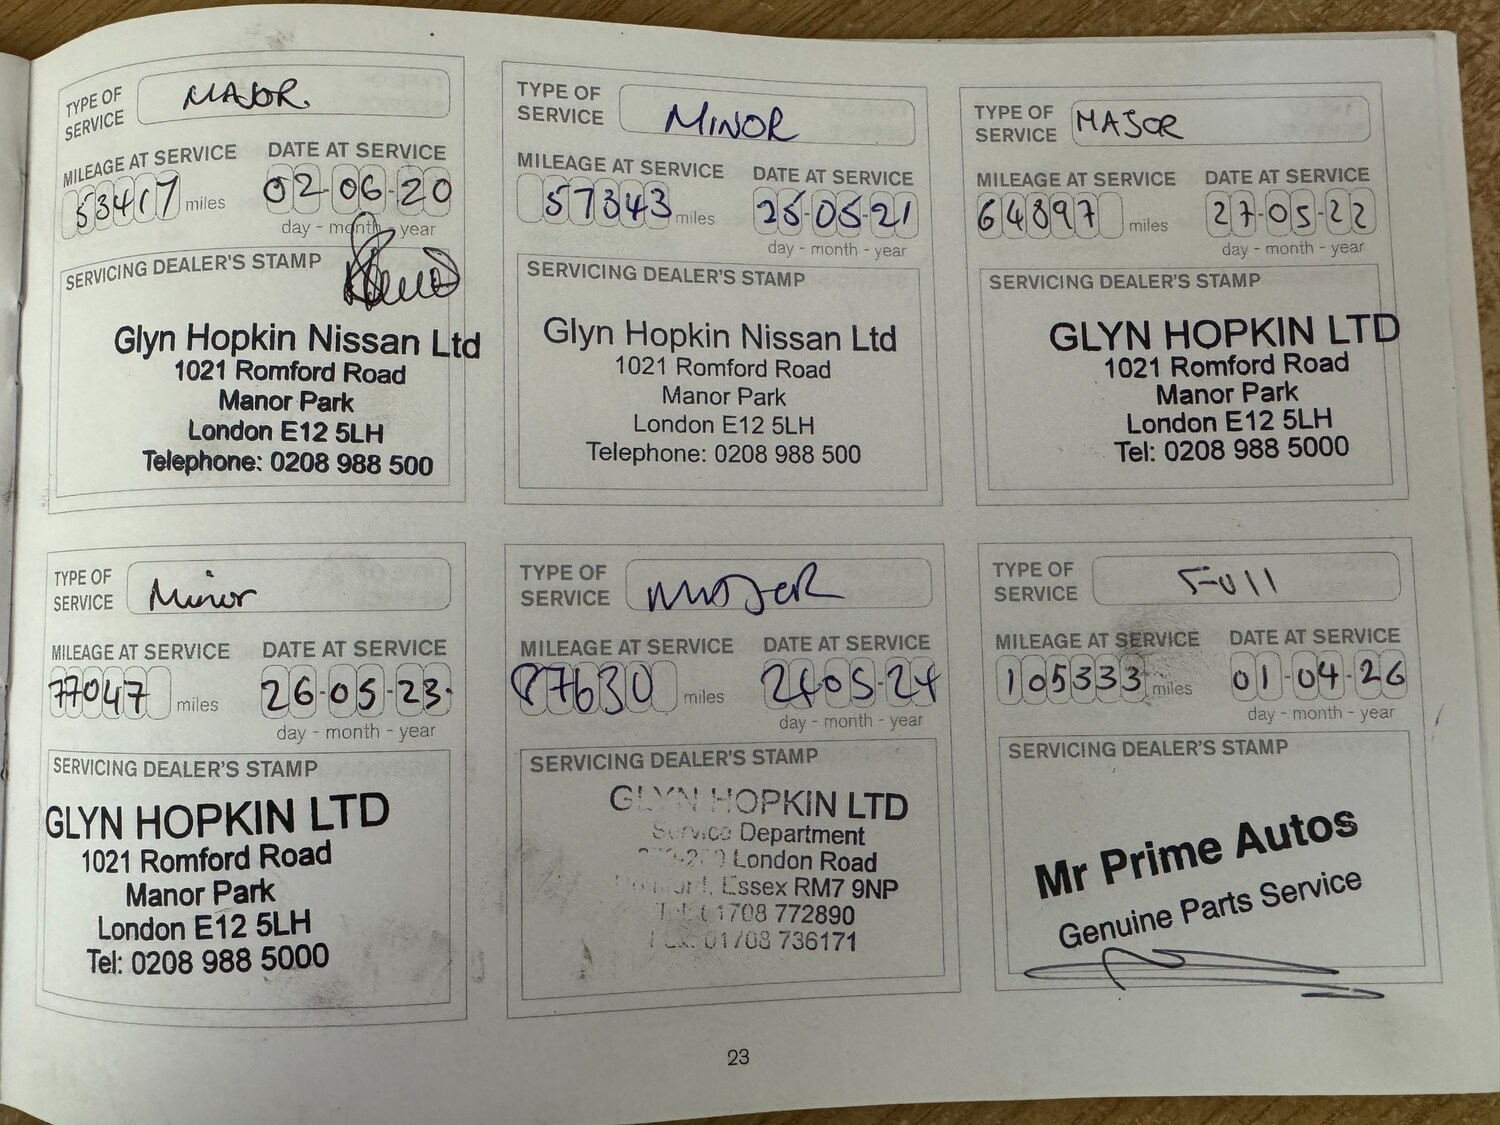 TYPE OF SERVICE MAJOR
MILEAGE AT SERVICE DATE AT SERVICE
53417 miles 02-06-20
day - month - year
SERVICING DEALER'S STAMP
Glyn Hopkin Nissan Ltd
1021 Romford Road
Manor Park
London E12 5LH
Telephone: 0208 988 500
TYPE OF SERVICE MINOR
MILEAGE AT SERVICE DATE AT SERVICE
57343 miles 25-05-21
day - month - year
SERVICING DEALER'S STAMP
Glyn Hopkin Nissan Ltd
1021 Romford Road
Manor Park
London E12 5LH
Telephone: 0208 988 500
TYPE OF SERVICE MAJOR
MILEAGE AT SERVICE DATE AT SERVICE
64897 miles 27-05-22
day - month - year
SERVICING DEALER'S STAMP
GLYN HOPKIN LTD
1021 Romford Road
Manor Park
London E12 5LH
Tel: 0208 988 5000
TYPE OF SERVICE Minor
MILEAGE AT SERVICE DATE AT SERVICE
77047 miles 26-05-23
day - month - year
SERVICING DEALER'S STAMP
GLYN HOPKIN LTD
1021 Romford Road
Manor Park
London E12 5LH
Tel: 0208 988 5000
TYPE OF SERVICE MAJOR
MILEAGE AT SERVICE DATE AT SERVICE
87630 miles 24-05-24
day - month - year
SERVICING DEALER'S STAMP
GLYN HOPKIN LTD
Service Department
London Road
Essex RM7 9NP
01708 772890
01708 736171
TYPE OF SERVICE Full
MILEAGE AT SERVICE DATE AT SERVICE
105333 miles 01-04-26
day - month - year
SERVICING DEALER'S STAMP
Mr Prime Autos
Genuine Parts Service
23